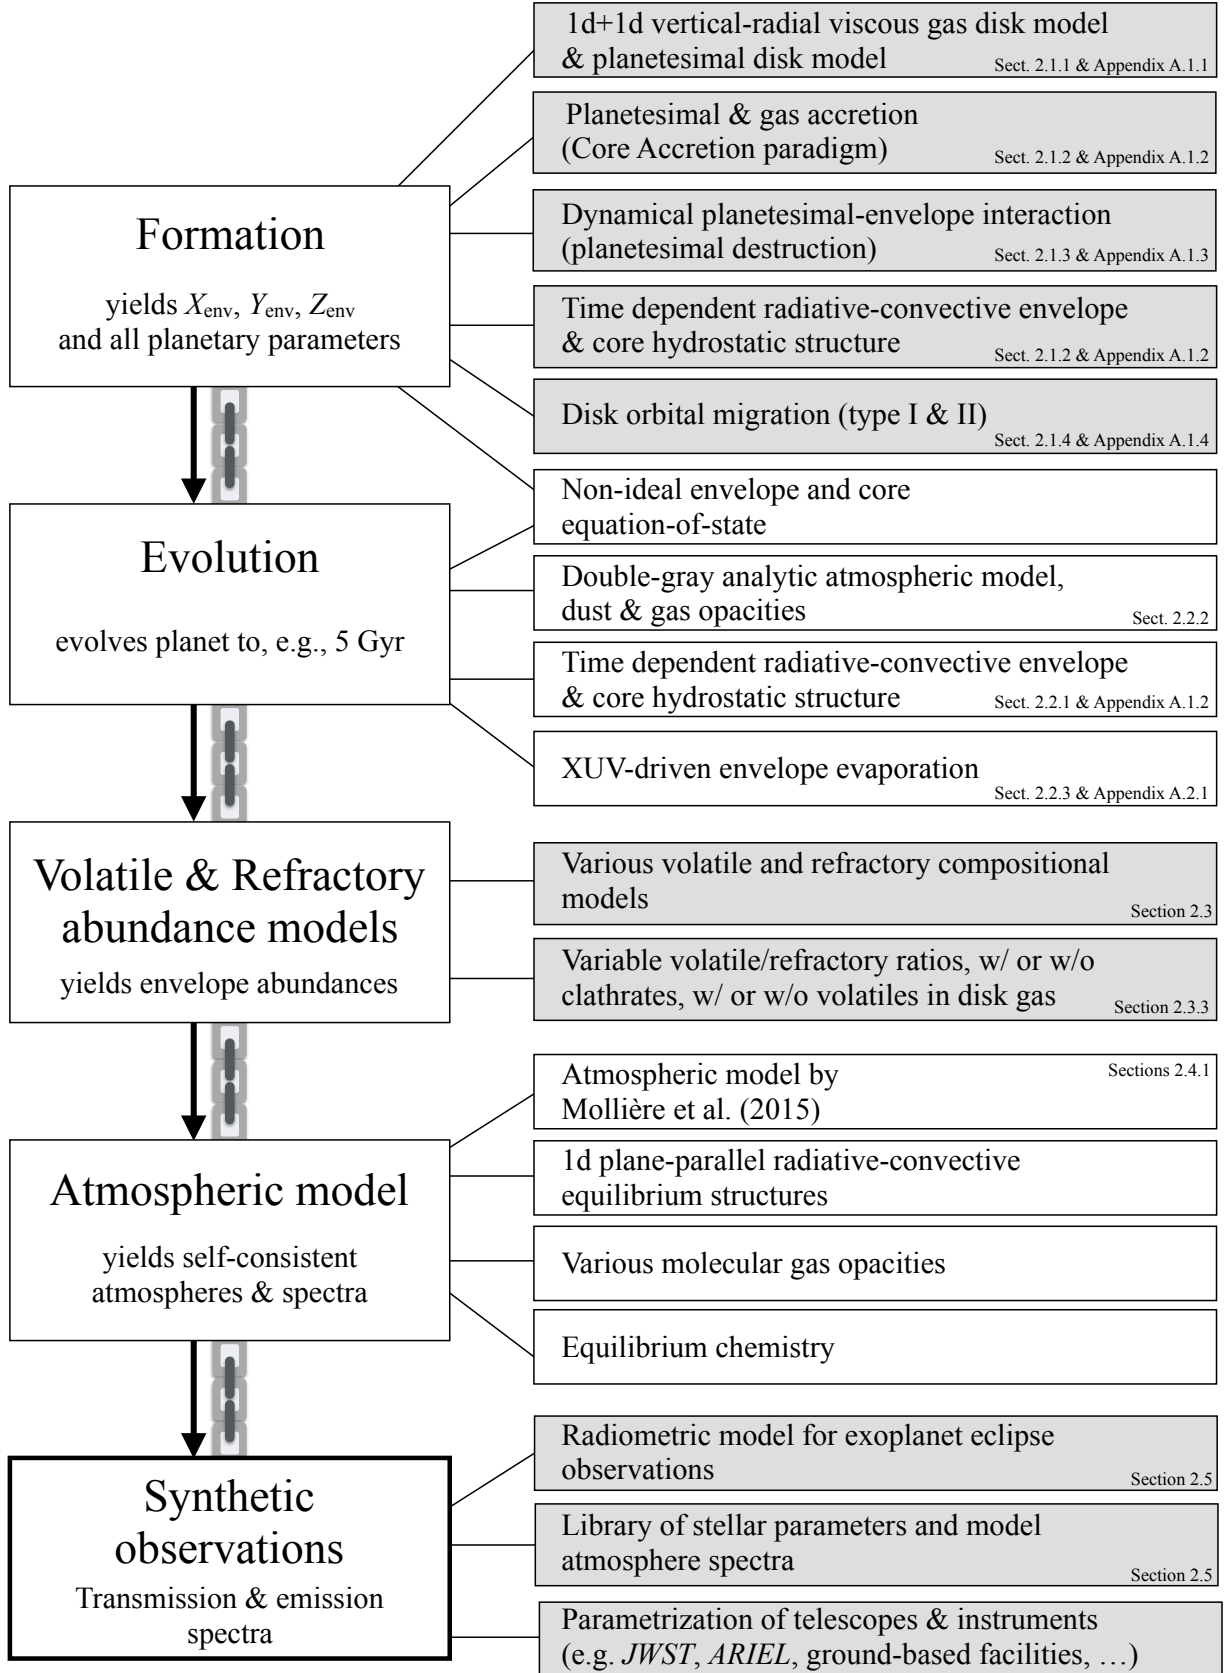 1d+1d vertical-radial viscous gas disk model
& planetesimal disk model
Sect. 2.1.1 & Appendix A.1.1
Planetesimal & gas accretion
(Core Accretion paradigm)
Sect. 2.1.2 & Appendix A.1.2
Formation
yields Xenv, Yenv, Zenv
and all planetary parameters
Dynamical planetesimal-envelope interaction
(planetesimal destruction)
Sect. 2.1.3 & Appendix A.1.3
Time dependent radiative-convective envelope
& core hydrostatic structure
Sect. 2.1.2 & Appendix A.1.2
Disk orbital migration (type I & II)
Sect. 2.1.4 & Appendix A.1.4
Non-ideal envelope and core
equation-of-state
Evolution
evolves planet to, e.g., 5 Gyr
Double-gray analytic atmospheric model,
dust & gas opacities
Sect. 2.2.2
Time dependent radiative-convective envelope
& core hydrostatic structure
Sect. 2.2.1 & Appendix A.1.2
XUV-driven envelope evaporation
Sect. 2.2.3 & Appendix A.2.1
Volatile & Refractory
abundance models
yields envelope abundances
Various volatile and refractory compositional
models
Section 2.3
Variable volatile/refractory ratios, w/ or w/o
clathrates, w/ or w/o volatiles in disk gas
Section 2.3.3
Atmospheric model by
Mollière et al. (2015)
Sections 2.4.1
Atmospheric model
yields self-consistent
atmospheres & spectra
1d plane-parallel radiative-convective
equilibrium structures
Various molecular gas opacities
Equilibrium chemistry
Radiometric model for exoplanet eclipse
observations
Section 2.5
Synthetic
observations
Transmission & emission
spectra
Library of stellar parameters and model
atmosphere spectra
Section 2.5
Parametrization of telescopes & instruments
(e.g. JWST, ARIEL, ground-based facilities, …)